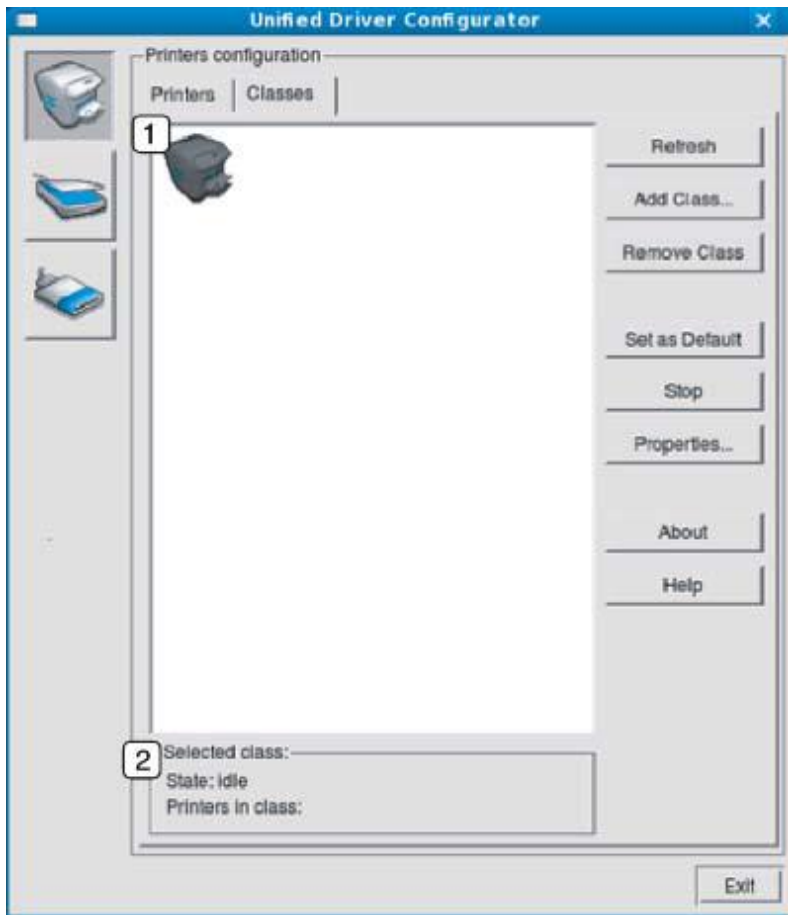 Unified Driver Configurator
Printers configuration
Printers
Classes
1
Refresh
Add Class...
Remove Class
Set as Default
Stop
Properties...
About
Help
2
Selected class:
State: idle
Printers in class:
Exit